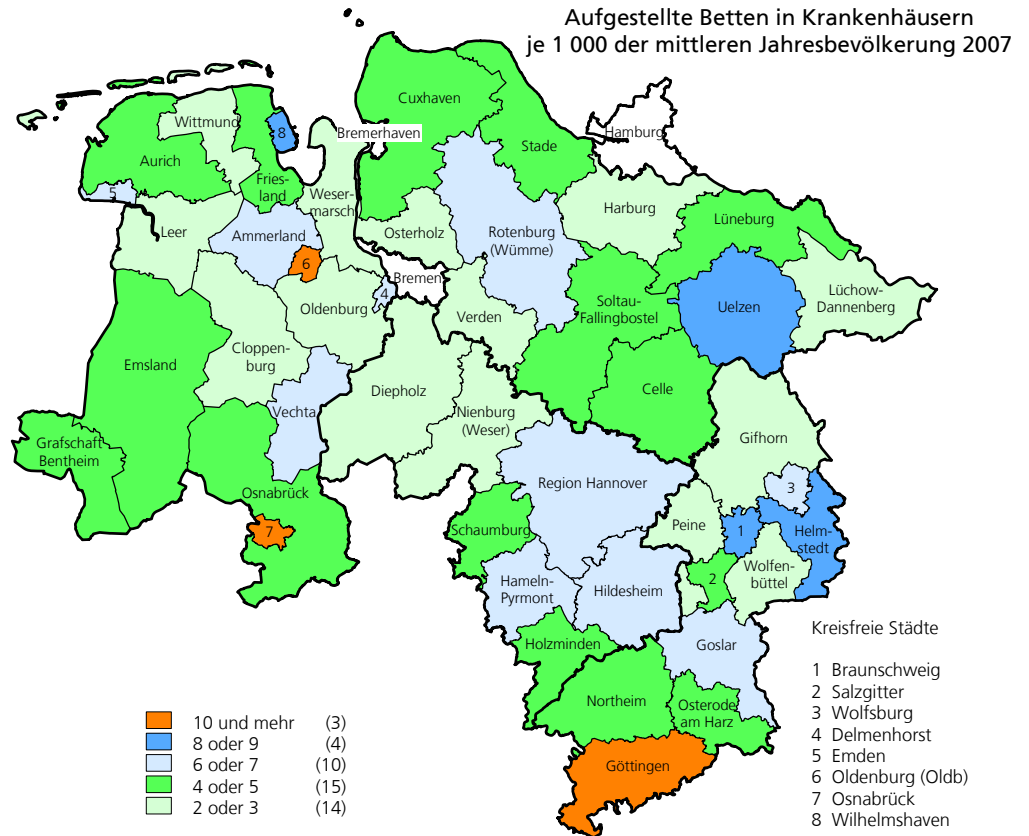 Aufgestellte Betten in Krankenhäusern
je 1 000 der mittleren Jahresbevölkerung 2007
Cuxhaven
Hamburg
Wittmund
8
Bremerhaven
Stade
Aurich
Fries-
land
5
Weser-
marsch
Harburg
Lüneburg
Leer
Ammerland
Osterholz
Rotenburg
(Wümme)
6
Bremen
4
Oldenburg
Verden
Soltau-
Fallingbostel
Uelzen
Lüchow-
Dannenberg
Emsland
Cloppen-
burg
Diepholz
Celle
Vechta
Nienburg
(Weser)
Gifhorn
Grafschaft
Bentheim
Osnabrück
Region Hannover
3
7
Schaumburg
Peine
1
Helm-
stedt
2
Wolfen-
büttel
Hameln-
Pyrmont
Hildesheim
Holzminden
Goslar
Northeim
Osterode
am Harz
Göttingen
10 und mehr (3)
8 oder 9 (4)
6 oder 7 (10)
4 oder 5 (15)
2 oder 3 (14)
Kreisfreie Städte
1 Braunschweig
2 Salzgitter
3 Wolfsburg
4 Delmenhorst
5 Emden
6 Oldenburg (Oldb)
7 Osnabrück
8 Wilhelmshaven